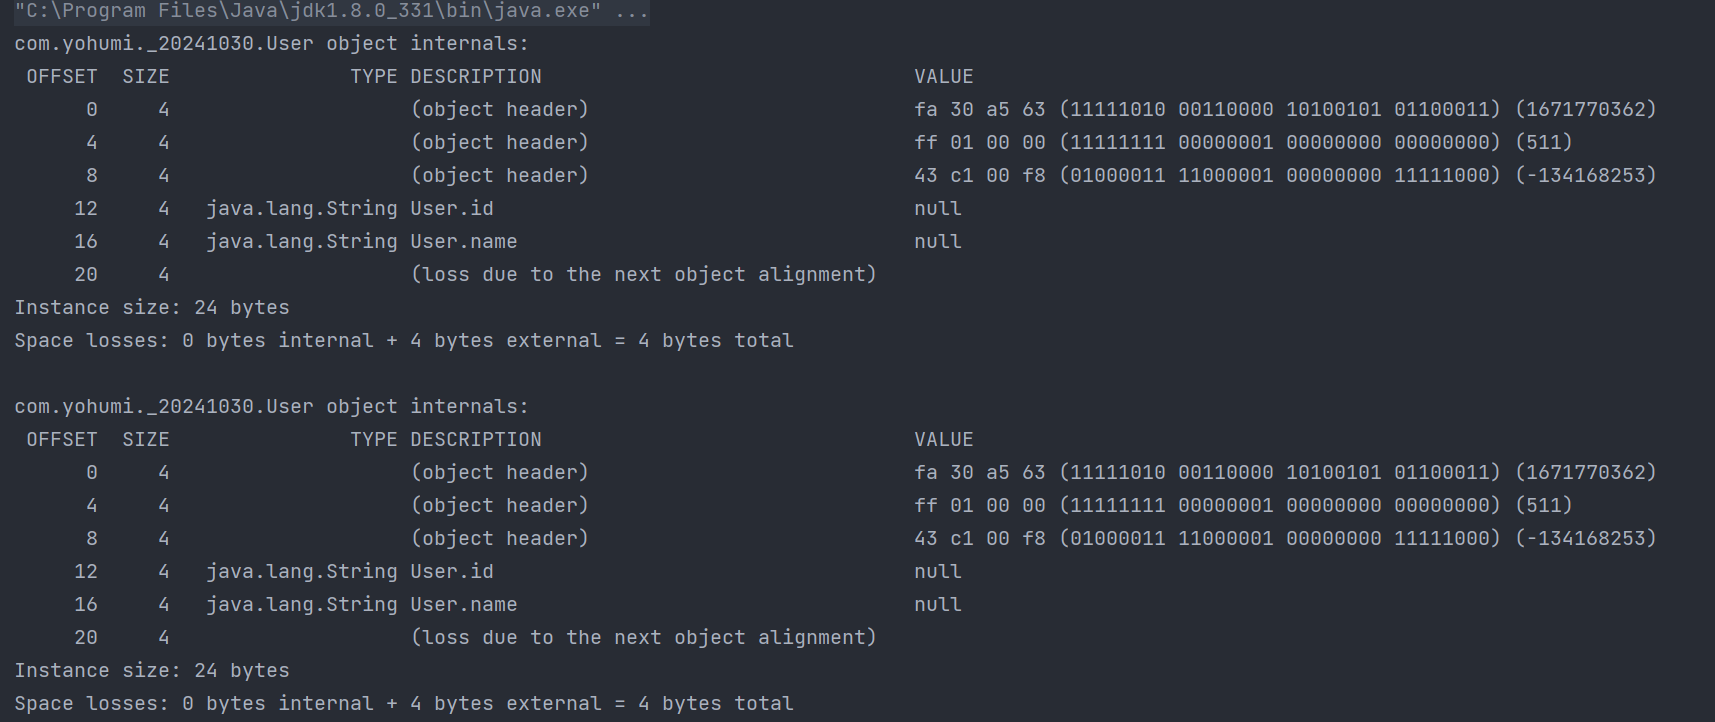 "C:\Program Files\Java\jdk1.8.0_331\bin\java.exe" ...
com.yohumi._20241030.User object internals:
 OFFSET  SIZE               TYPE DESCRIPTION                               VALUE
      0     4                    (object header)                           fa 30 a5 63 (11111010 00110000 10100101 01100011) (1671770362)
      4     4                    (object header)                           ff 01 00 00 (11111111 00000001 00000000 00000000) (511)
      8     4                    (object header)                           43 c1 00 f8 (01000011 11000001 00000000 11111000) (-134168253)
     12     4   java.lang.String User.id                                   null
     16     4   java.lang.String User.name                                 null
     20     4                    (loss due to the next object alignment)
Instance size: 24 bytes
Space losses: 0 bytes internal + 4 bytes external = 4 bytes total

com.yohumi._20241030.User object internals:
 OFFSET  SIZE               TYPE DESCRIPTION                               VALUE
      0     4                    (object header)                           fa 30 a5 63 (11111010 00110000 10100101 01100011) (1671770362)
      4     4                    (object header)                           ff 01 00 00 (11111111 00000001 00000000 00000000) (511)
      8     4                    (object header)                           43 c1 00 f8 (01000011 11000001 00000000 11111000) (-134168253)
     12     4   java.lang.String User.id                                   null
     16     4   java.lang.String User.name                                 null
     20     4                    (loss due to the next object alignment)
Instance size: 24 bytes
Space losses: 0 bytes internal + 4 bytes external = 4 bytes total